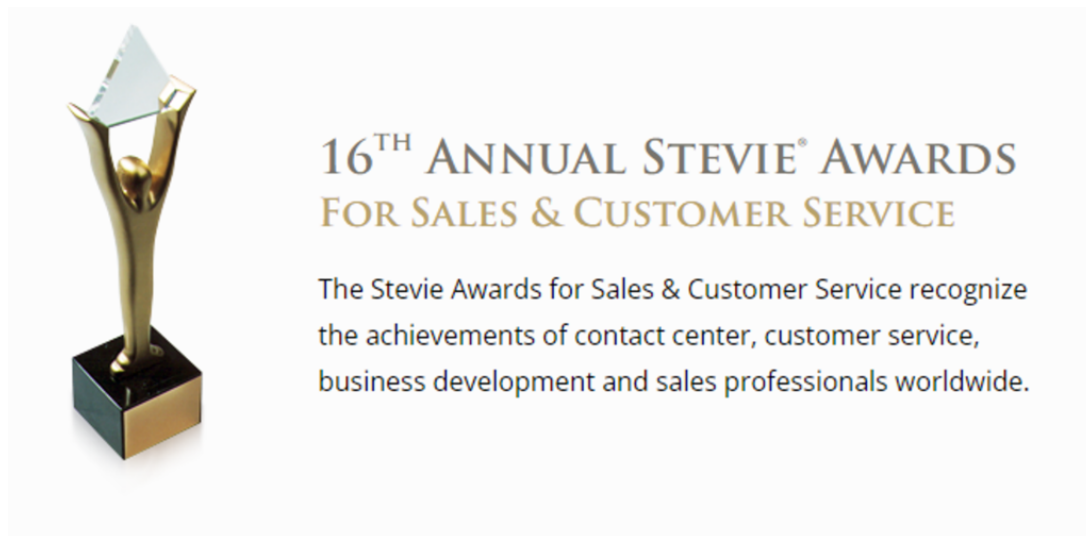 16TH ANNUAL STEVIE® AWARDS
FOR SALES & CUSTOMER SERVICE
The Stevie Awards for Sales & Customer Service recognize
the achievements of contact center, customer service,
business development and sales professionals worldwide.